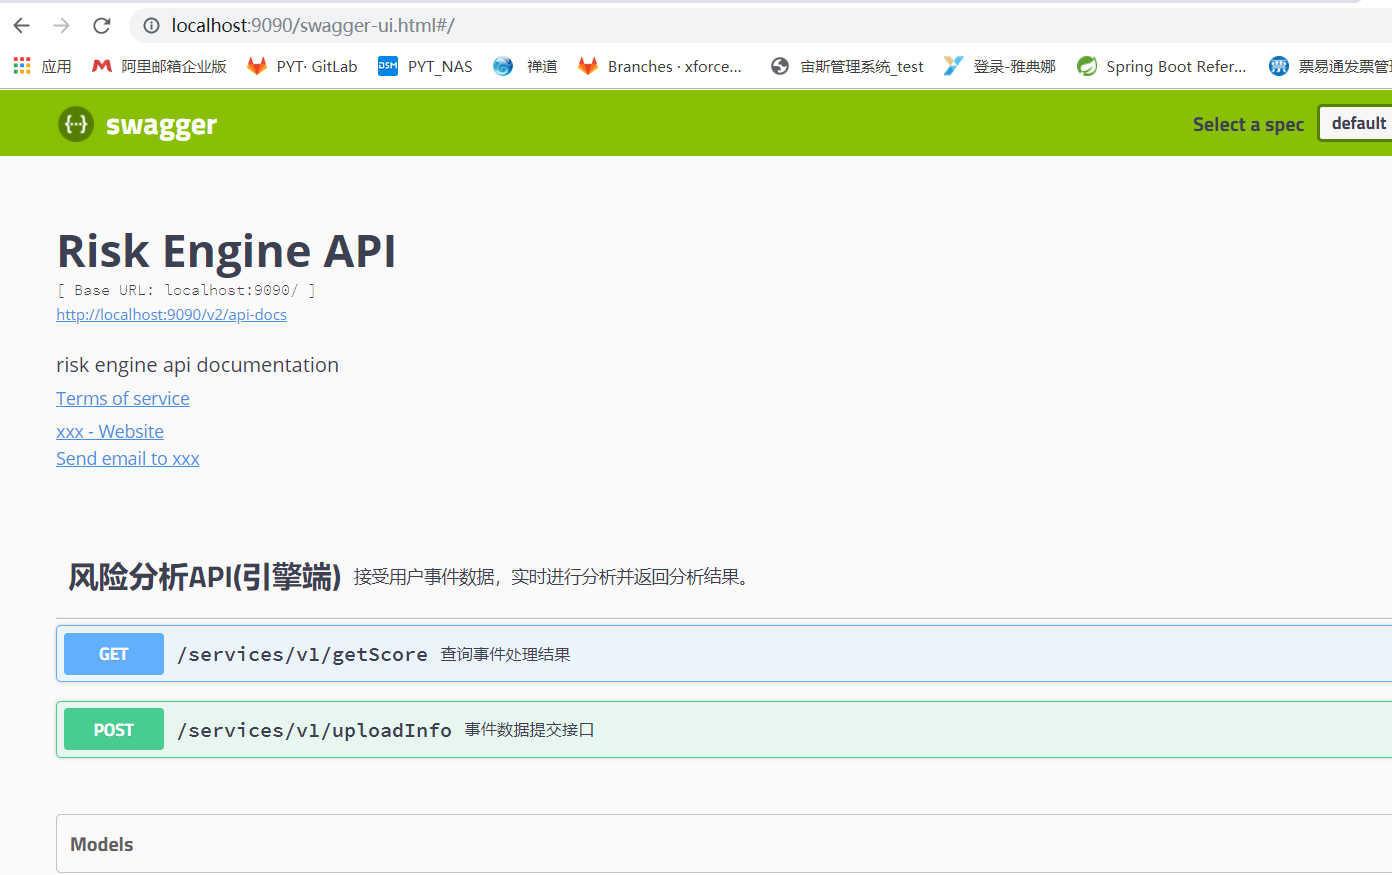 localhost:9090/swagger-ui.html#/
应用 阿里邮箱企业版 PYT· GitLab DSM PYT_NAS 禅道 Branches · xforce... 宙斯管理系统_test 登录-雅典娜 Spring Boot Refer... 票 票易通发票管
{···} swagger Select a spec default
Risk Engine API
[ Base URL: localhost:9090/ ]
http://localhost:9090/v2/api-docs
risk engine api documentation
Terms of service
xxx - Website
Send email to xxx
风险分析API(引擎端) 接受用户事件数据，实时进行分析并返回分析结果。
GET /services/v1/getScore 查询事件处理结果
POST /services/v1/uploadInfo 事件数据提交接口
Models